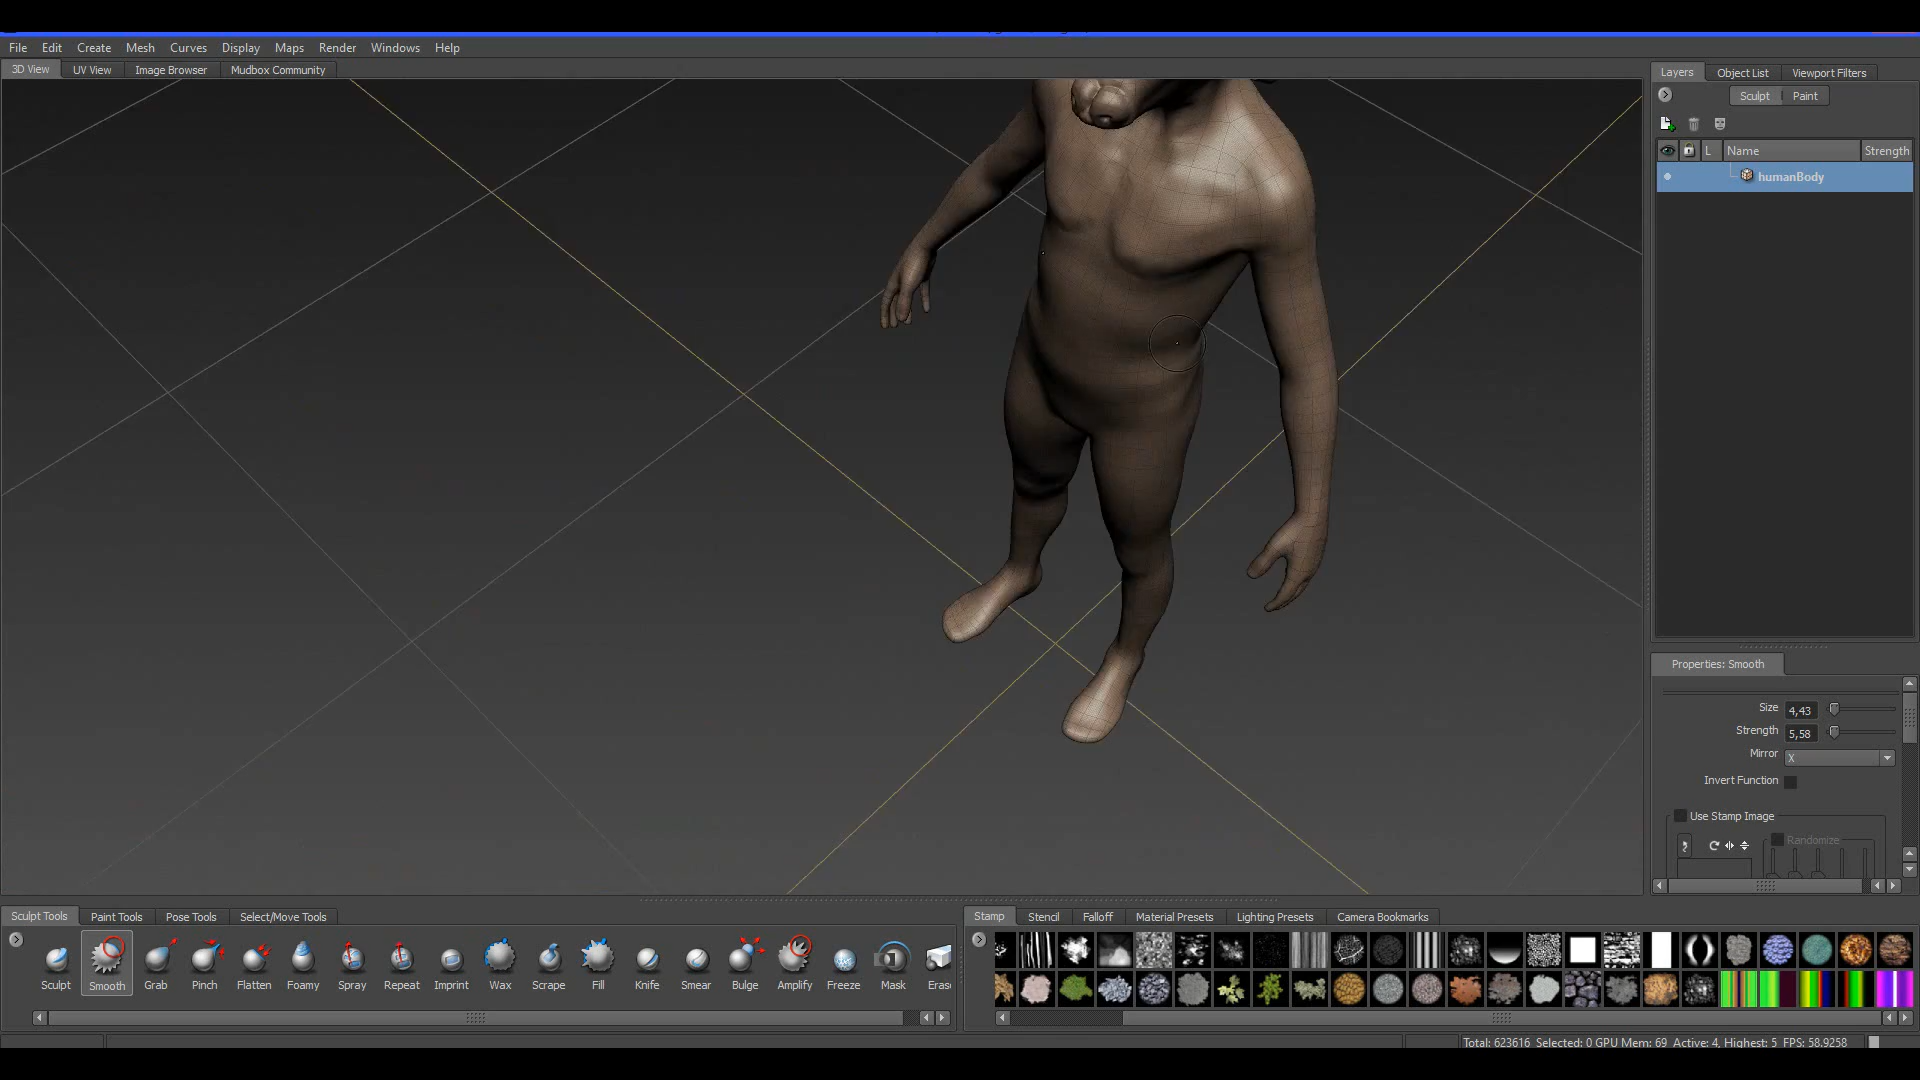 File Edit Create Mesh Curves Display Maps Render Windows Help
3D View UV View Image Browser Mudbox Community
Layers Object List Viewport Filters
Sculpt Paint
L Name Strength
humanBody
Properties: Smooth
Size 4,43
Strength 5,58
Mirror X
Invert Function
Use Stamp Image
Randomize
Sculpt Tools Paint Tools Pose Tools Select/Move Tools
Sculpt Smooth Grab Pinch Flatten Foamy Spray Repeat Imprint Wax Scrape Fill Knife Smear Bulge Amplify Freeze Mask Eras
Stamp Stencil Falloff Material Presets Lighting Presets Camera Bookmarks
Total: 623616 Selected: 0 GPU Mem: 69 Active: 4, Highest: 5 FPS: 58.9258